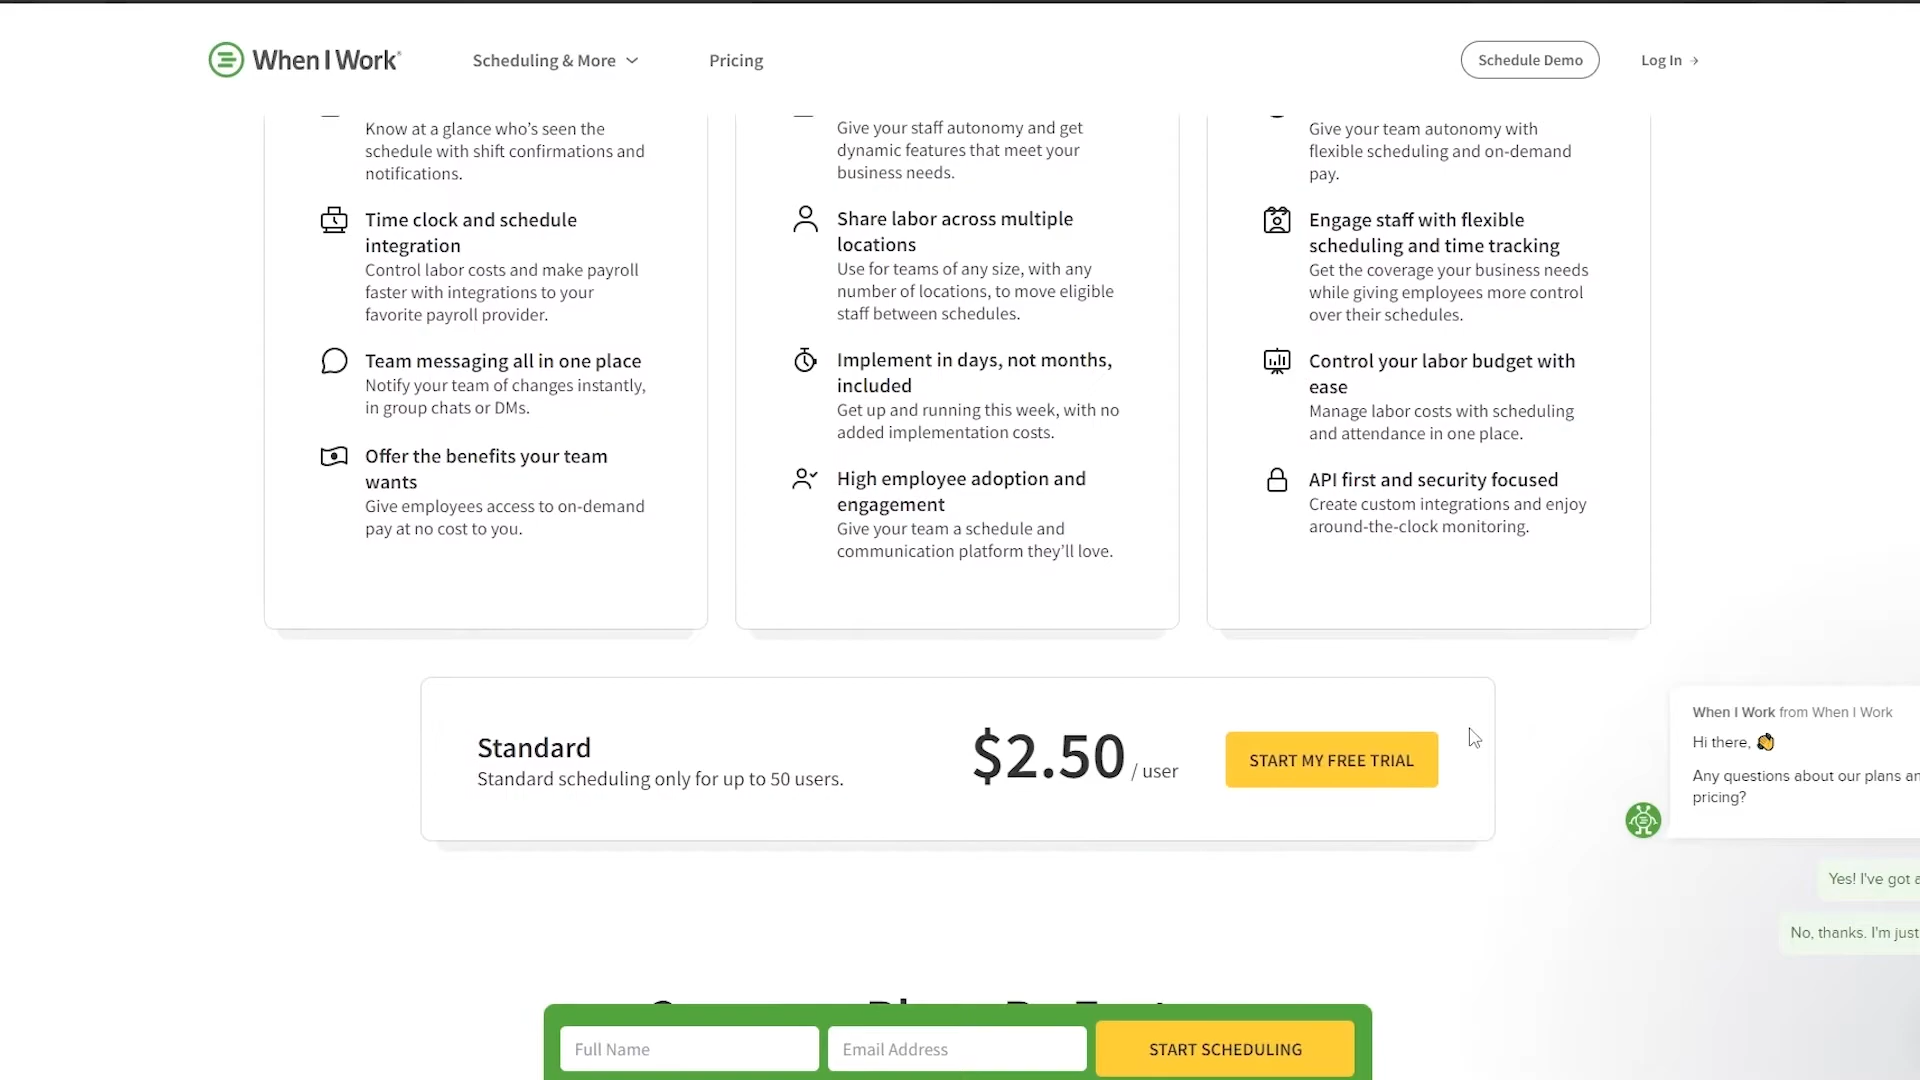 When I Work
Scheduling & More
Pricing
Schedule Demo
Log In →
Know at a glance who's seen the
schedule with shift confirmations and
notifications.
Time clock and schedule
integration
Control labor costs and make payroll
faster with integrations to your
favorite payroll provider.
Team messaging all in one place
Notify your team of changes instantly,
in group chats or DMs.
Offer the benefits your team
wants
Give employees access to on-demand
pay at no cost to you.
Give your staff autonomy and get
dynamic features that meet your
business needs.
Share labor across multiple
locations
Use for teams of any size, with any
number of locations, to move eligible
staff between schedules.
Implement in days, not months,
included
Get up and running this week, with no
added implementation costs.
High employee adoption and
engagement
Give your team a schedule and
communication platform they'll love.
Give your team autonomy with
flexible scheduling and on-demand
pay.
Engage staff with flexible
scheduling and time tracking
Get the coverage your business needs
while giving employees more control
over their schedules.
Control your labor budget with
ease
Manage labor costs with scheduling
and attendance in one place.
API first and security focused
Create custom integrations and enjoy
around-the-clock monitoring.
Standard
Standard scheduling only for up to 50 users.
$2.50 / user
START MY FREE TRIAL
When I Work from When I Work
Hi there, 👋
Any questions about our plans
pricing?
Yes! I've got
No, thanks. I'm just
Full Name
Email Address
START SCHEDULING